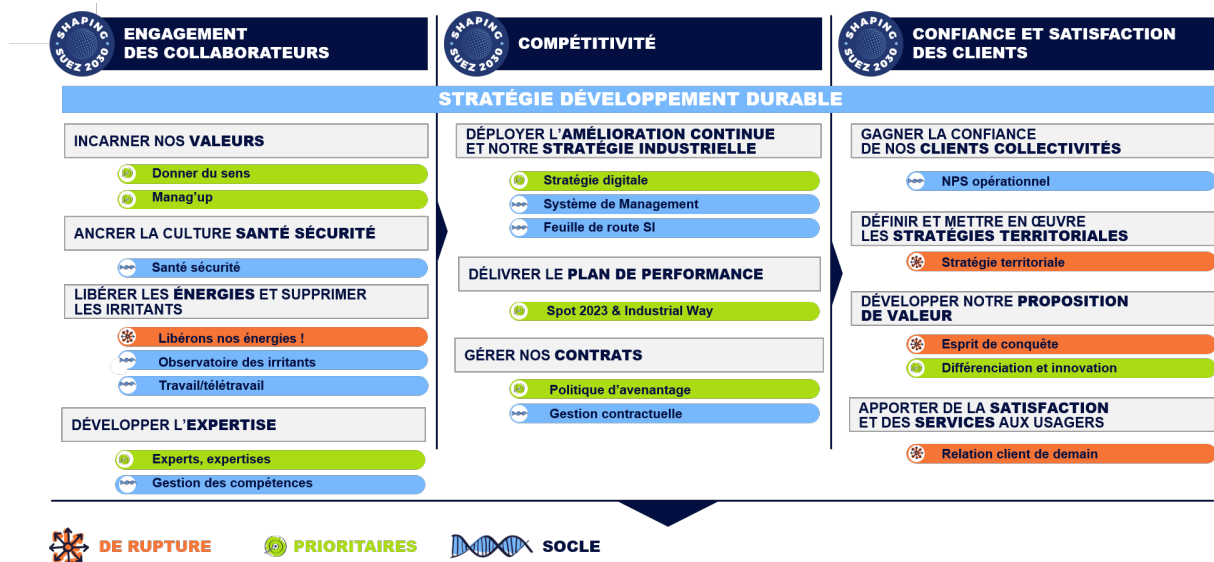 SHAPING
SUEZ 2030
ENGAGEMENT
DES COLLABORATEURS
SHAPING
SUEZ 2030
COMPÉTITIVITÉ
SHAPING
SUEZ 2030
CONFIANCE ET SATISFACTION
DES CLIENTS
STRATÉGIE DÉVELOPPEMENT DURABLE
INCARNER NOS VALEURS
Donner du sens
Manag'up
ANCRER LA CULTURE SANTÉ SÉCURITÉ
Santé sécurité
LIBÉRER LES ÉNERGIES ET SUPPRIMER
LES IRRITANTS
Libérons nos énergies !
Observatoire des irritants
Travail/télétravail
DÉVELOPPER L'EXPERTISE
Experts, expertises
Gestion des compétences
DÉPLOYER L'AMÉLIORATION CONTINUE
ET NOTRE STRATÉGIE INDUSTRIELLE
Stratégie digitale
Système de Management
Feuille de route SI
DÉLIVRER LE PLAN DE PERFORMANCE
Spot 2023 & Industrial Way
GÉRER NOS CONTRATS
Politique d'avenantage
Gestion contractuelle
GAGNER LA CONFIANCE
DE NOS CLIENTS COLLECTIVITÉS
NPS opérationnel
DÉFINIR ET METTRE EN ŒUVRE
LES STRATÉGIES TERRITORIALES
Stratégie territoriale
DÉVELOPPER NOTRE PROPOSITION
DE VALEUR
Esprit de conquête
Différenciation et innovation
APPORTER DE LA SATISFACTION
ET DES SERVICES AUX USAGERS
Relation client de demain
DE RUPTURE
PRIORITAIRES
SOCLE